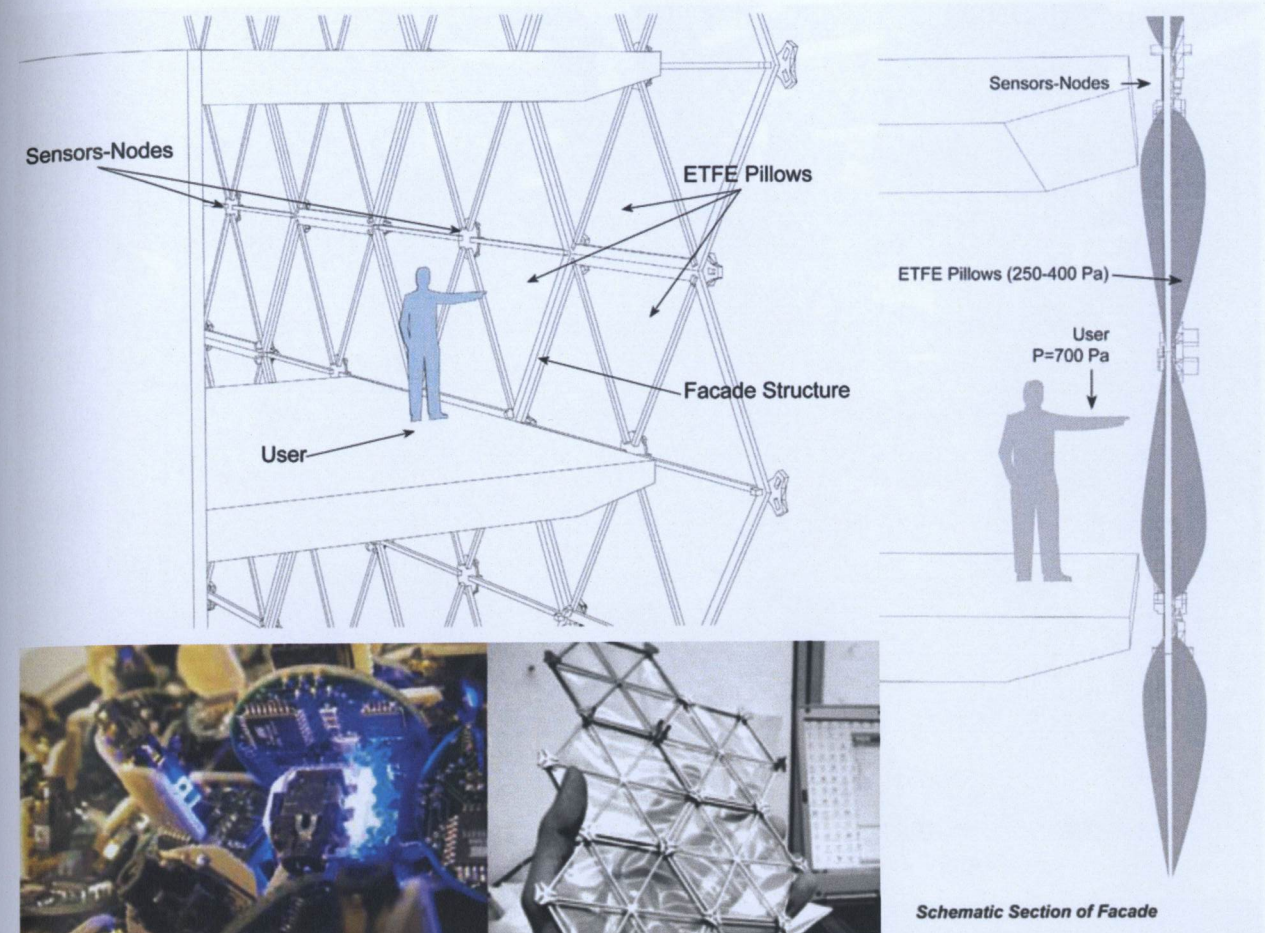 Sensors-Nodes
ETFE Pillows
Facade Structure
User
Sensors-Nodes
ETFE Pillows (250-400 Pa)
User
P=700 Pa
Schematic Section of Facade